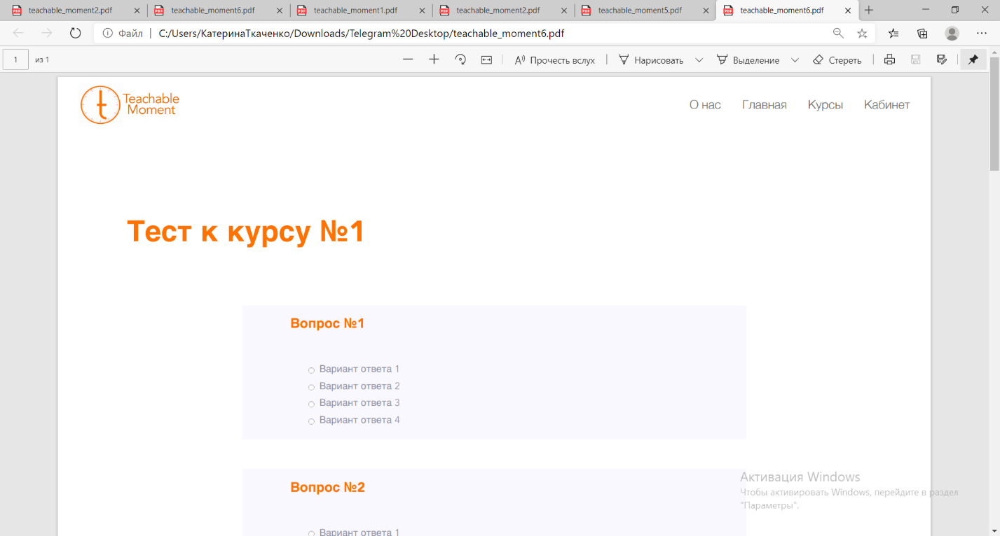 teachable_moment2.pdf
teachable_moment6.pdf
teachable_moment1.pdf
teachable_moment2.pdf
teachable_moment5.pdf
teachable_moment6.pdf
Файл
C:/Users/КатеринаТкаченко/Downloads/Telegram%20Desktop/teachable_moment6.pdf
1 из 1
Прочесть вслух
Нарисовать
Выделение
Стереть
Teachable
Moment
О нас
Главная
Курсы
Кабинет
Тест к курсу №1
Вопрос №1
Вариант ответа 1
Вариант ответа 2
Вариант ответа 3
Вариант ответа 4
Вопрос №2
Вариант ответа 1
Активация Windows
Чтобы активировать Windows, перейдите в раздел
"Параметры".